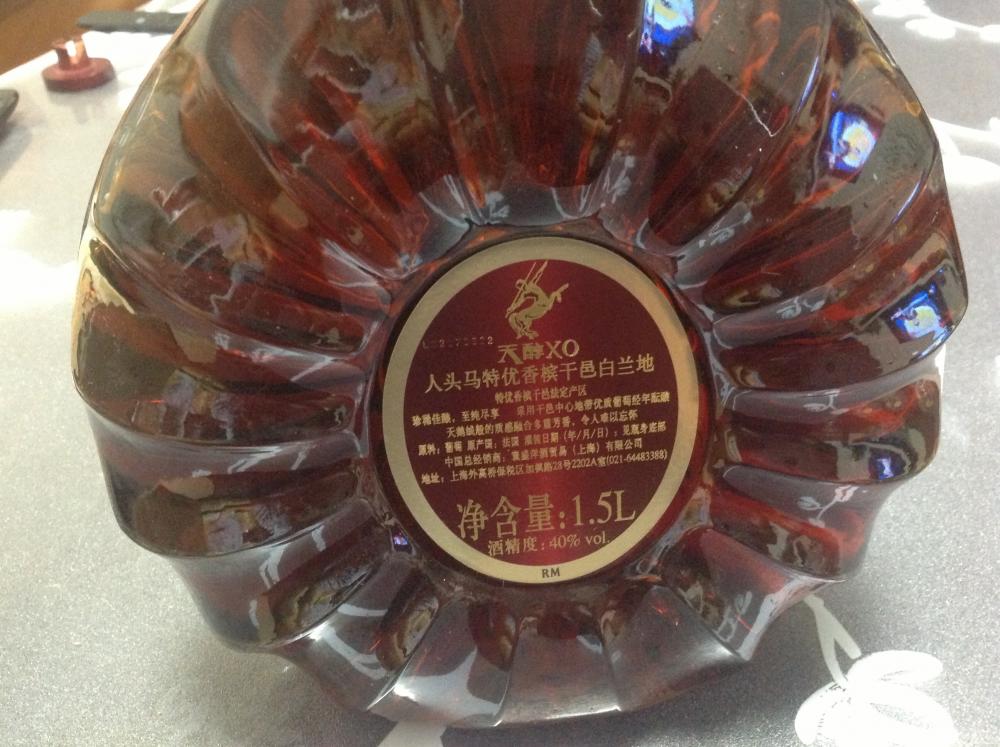 天醇XO
人头马特优香槟干邑白兰地
特优香槟干邑法定产区
珍稀佳酿，至纯尽享 采用干邑中心地带优质葡萄经年酝酿
天鹅绒般的质感融合多重芳香，令人难以忘怀
原料：葡萄 原产国：法国 灌装日期（年/月/日）：见瓶身底部
中国总经销商：寰盛洋酒贸易（上海）有限公司
地址：上海外高桥保税区加枫路28号2202A室(021-64483388)
净含量:1.5L
酒精度：40% vol.
RM